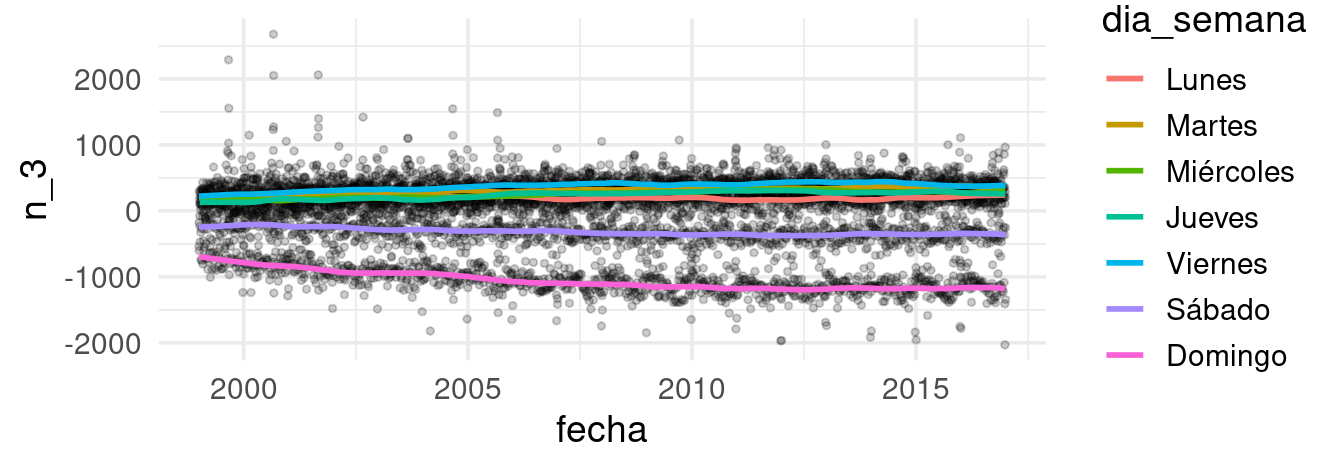 n_3
2000
1000
0
-1000
-2000
2000
2005
2010
2015
fecha
dia_semana
Lunes
Martes
Miércoles
Jueves
Viernes
Sábado
Domingo